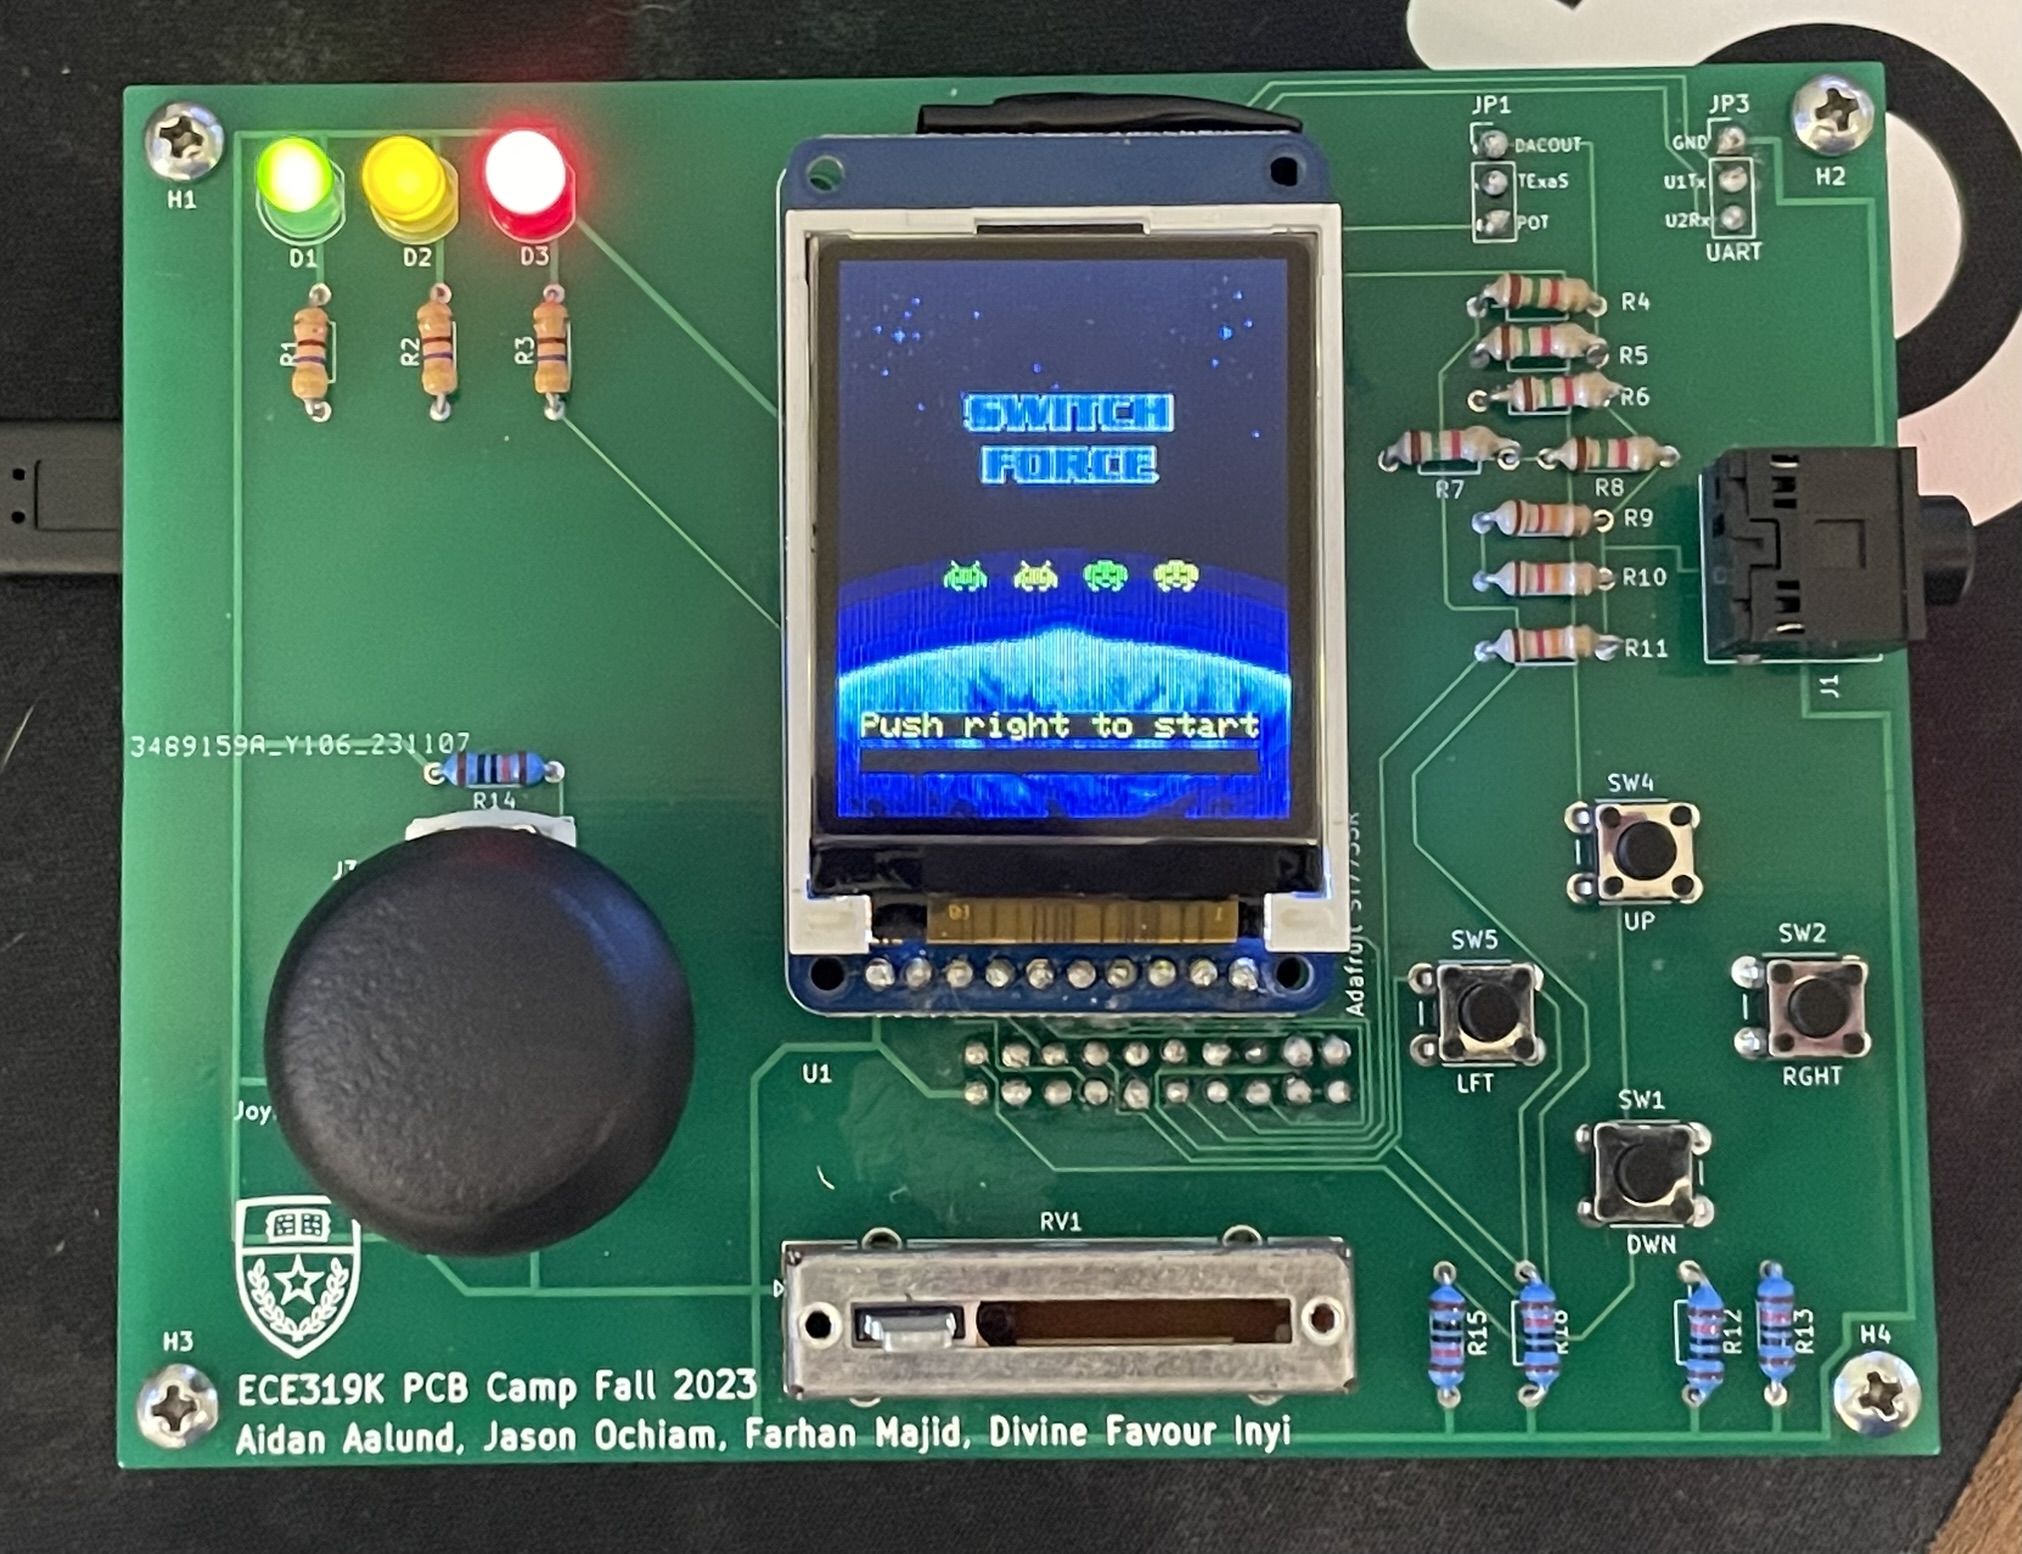 JP1
JP3
DACOUT
GND
TExaS
U1Tx
POT
U2Rx
UART
H1
H2
D1
D2
D3
R1
R2
R3
R4
R5
R6
R7
R8
R9
R10
R11
J1
SWITCH
FORCE
Push right to start
3489159A_Y106_231107
R14
Joy
U1
SW4
UP
SW5
LFT
SW2
RGHT
SW1
DWN
RV1
R15
R12
R13
H3
H4
ECE319K PCB Camp Fall 2023
Aidan Aalund, Jason Ochiam, Farhan Majid, Divine Favour Inyi